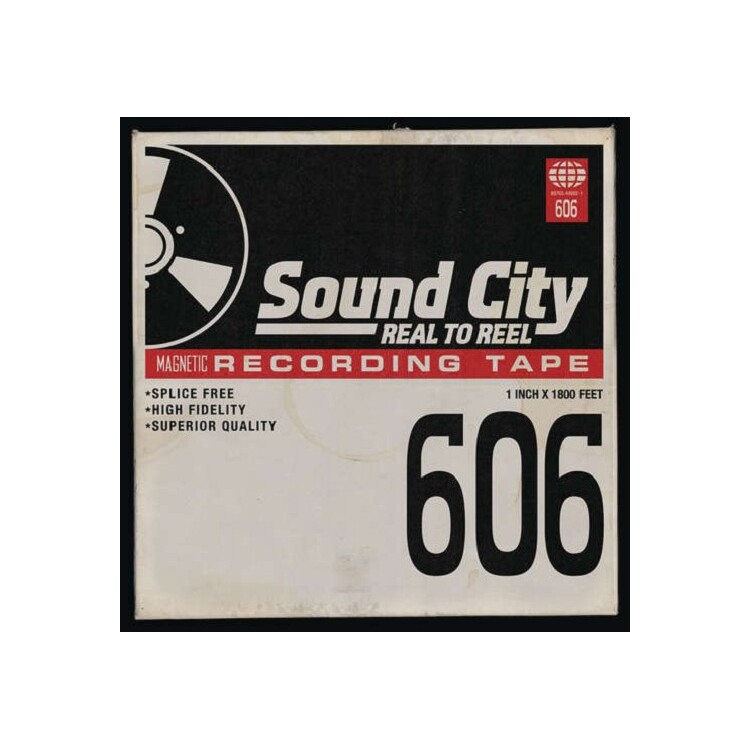 606
Sound City
REAL TO REEL
MAGNETIC RECORDING TAPE
*SPLICE FREE
*HIGH FIDELITY
*SUPERIOR QUALITY
1 INCH X 1800 FEET
606